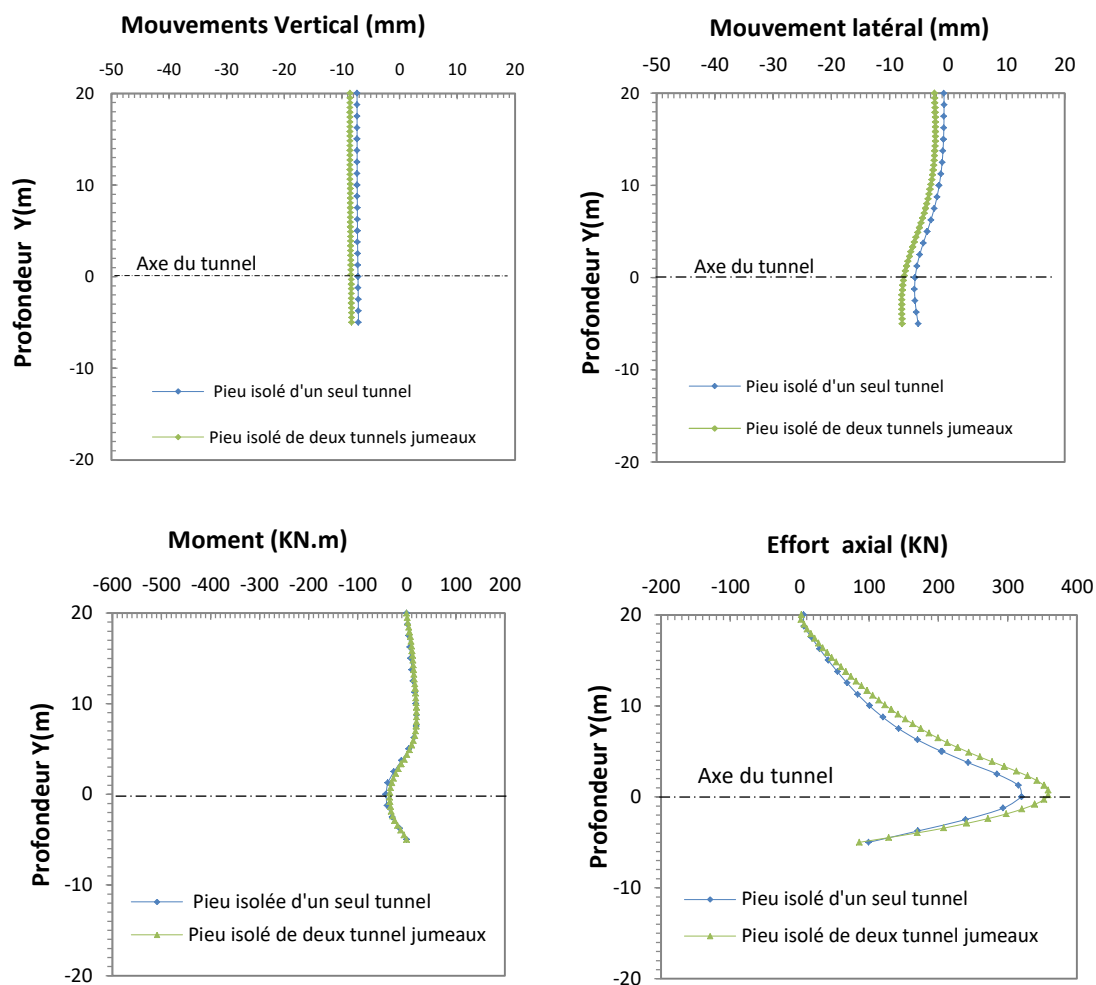 Mouvements Vertical (mm)
-50 -40 -30 -20 -10 0 10 20
20
10
0
-10
-20
Profondeur Y(m)
Axe du tunnel
Pieu isolé d'un seul tunnel
Pieu isolé de deux tunnels jumeaux
Mouvement latéral (mm)
-50 -40 -30 -20 -10 0 10 20
20
10
0
-10
-20
Profondeur Y(m)
Axe du tunnel
Pieu isolé d'un seul tunnel
Pieu isolé de deux tunnels jumeaux
Moment (KN.m)
-600 -500 -400 -300 -200 -100 0 100 200
20
10
0
-10
-20
Profondeur Y(m)
Axe du tunnel
Pieu isolée d'un seul tunnel
Pieu isolé de deux tunnel jumeaux
Effort axial (KN)
-200 -100 0 100 200 300 400
20
10
0
-10
-20
Profondeur Y(m)
Axe du tunnel
Pieu isolé d'un seul tunnel
Pieu isolé de deux tunnel jumeaux